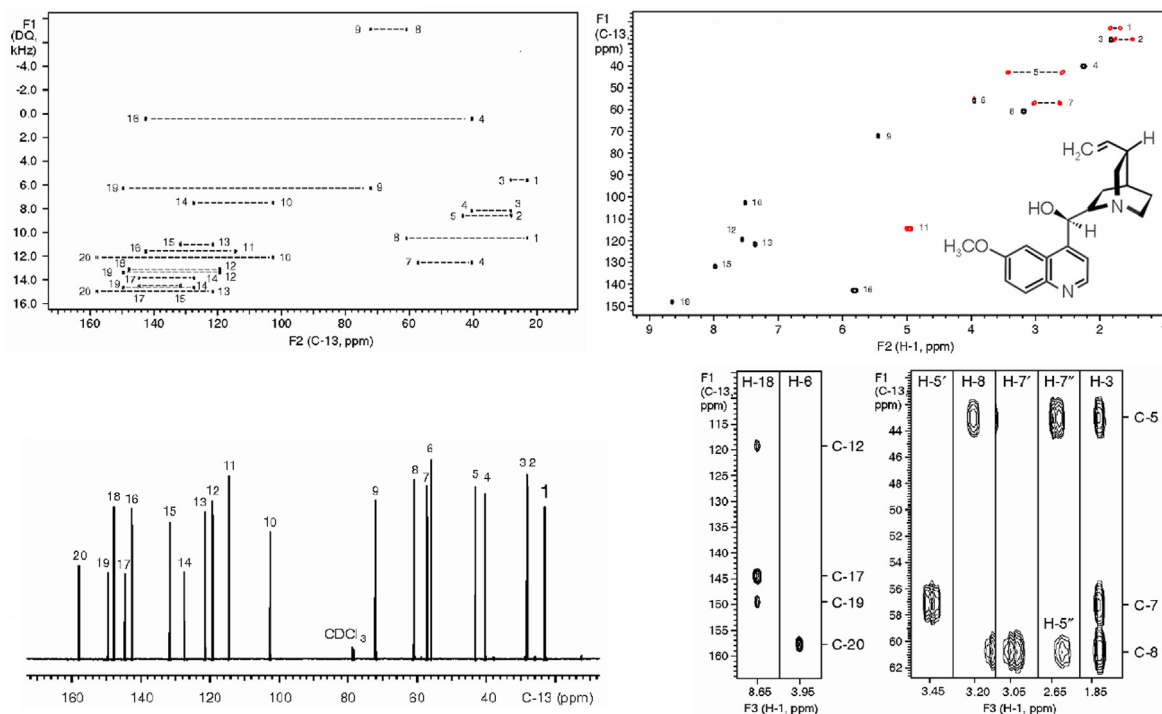 F1
(DQ,
kHz)
-4.0
-2.0
0.0
2.0
4.0
6.0
8.0
10.0
12.0
14.0
16.0
9 8
16 4
3 1
19 9
4 3
14 10
5 2
8 1
15 13
16 11
20 10
7 4
18 12
19 12
17 14
19 14
17 15
20 13
160 140 120 100 80 60 40 20
F2 (C-13, ppm)
F1
(C-13,
ppm)
40
50
60
70
80
90
100
110
120
130
140
150
1
3 2
4
5
6
7
8
9
10
11
12
13
15
16
18
9 8 7 6 5 4 3 2 1
F2 (H-1, ppm)
H₂C
H
N
HO
H
CH₃O
N
20 19 18 17 16 15 14 13 12 11 10 9 8 7 6 5 4 3 2 1
CDCl₃
160 140 120 100 80 60 40 20
C-13 (ppm)
F1
(C-13,
ppm)
H-18 H-6
115
120
125
130
135
140
145
150
155
160
C-12
C-17
C-19
C-20
8.65 3.96
F3 (H-1, ppm)
F1
(C-13,
ppm)
H-5′ H-8 H-7′ H-7″ H-3
44
46
48
50
52
54
56
58
60
62
H-5″
C-5
C-7
C-8
3.45 3.20 3.05 2.65 1.85
F3 (H-1, ppm)